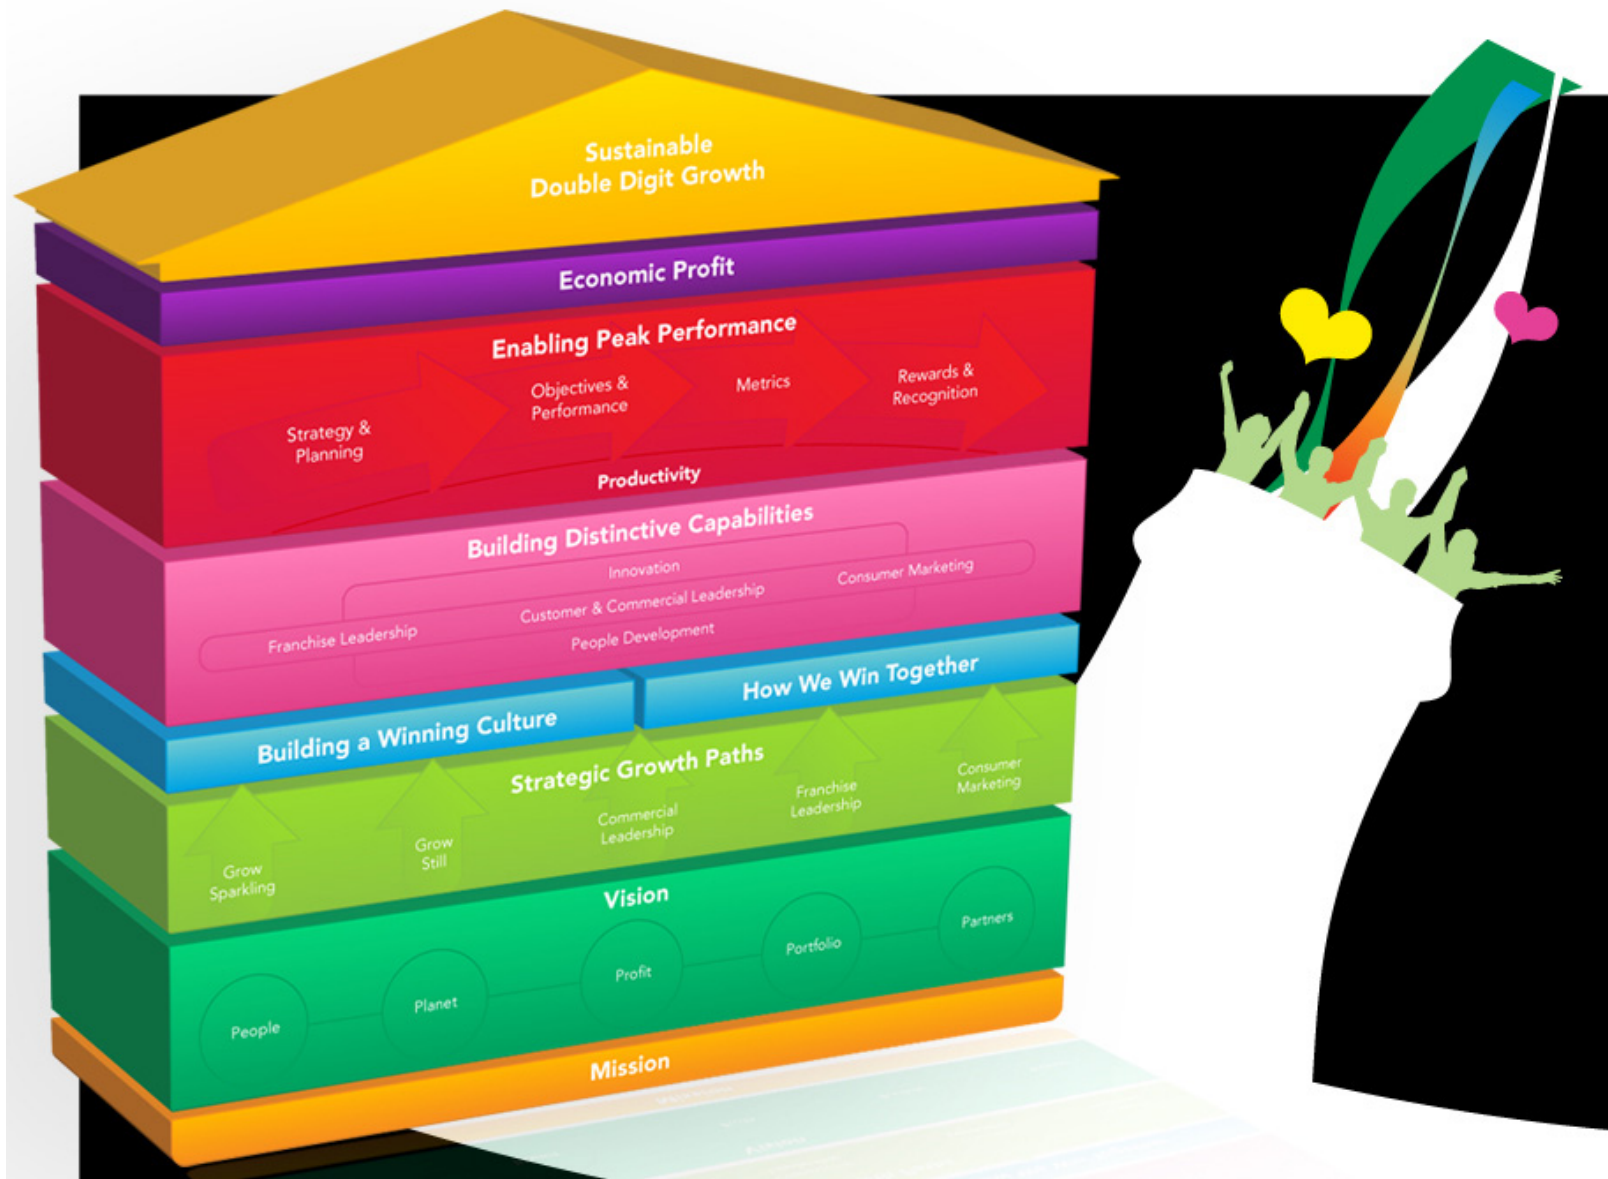 Sustainable
Double Digit Growth
Economic Profit
Enabling Peak Performance
Strategy &
Planning
Objectives &
Performance
Metrics
Rewards &
Recognition
Productivity
Building Distinctive Capabilities
Innovation
Franchise Leadership
Customer & Commercial Leadership
Consumer Marketing
People Development
Building a Winning Culture
How We Win Together
Strategic Growth Paths
Grow
Sparkling
Grow
Still
Commercial
Leadership
Franchise
Leadership
Consumer
Marketing
Vision
People
Planet
Profit
Portfolio
Partners
Mission